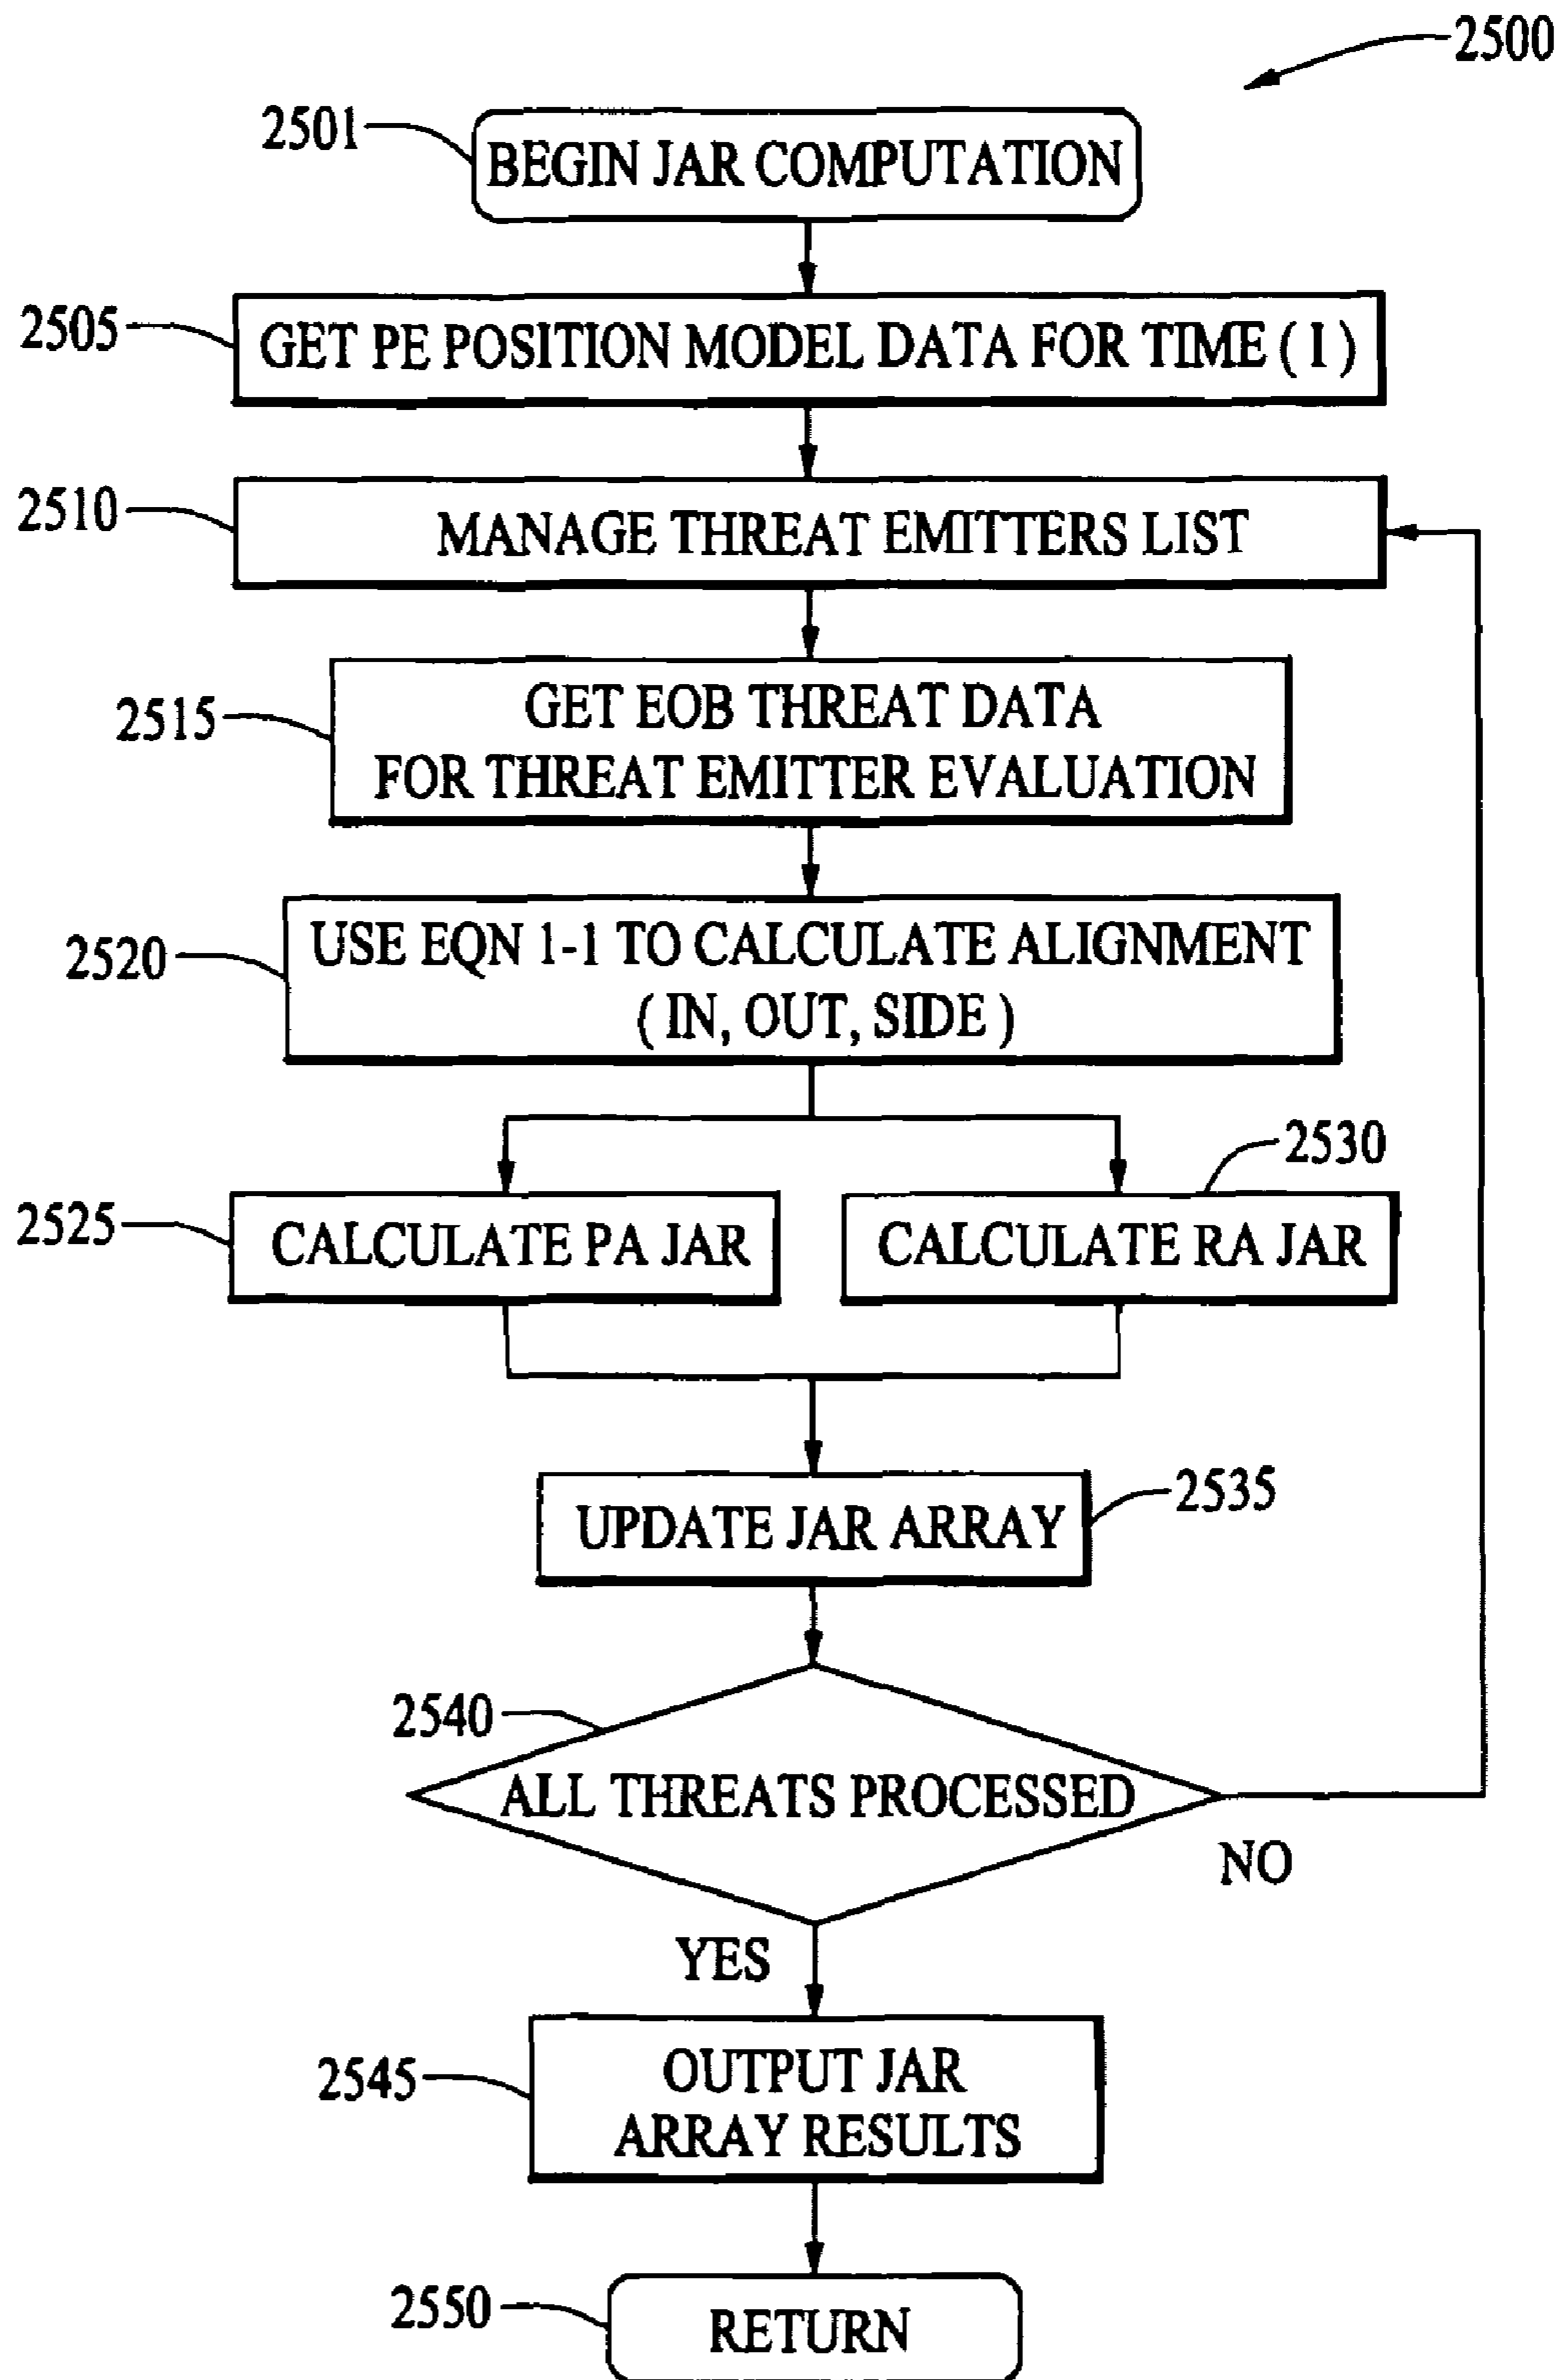 2500
2501
BEGIN JAR COMPUTATION
2505
GET PE POSITION MODEL DATA FOR TIME ( I )
2510
MANAGE THREAT EMITTERS LIST
2515
GET EOB THREAT DATA
FOR THREAT EMITTER EVALUATION
2520
USE EQN 1-1 TO CALCULATE ALIGNMENT
( IN, OUT, SIDE )
2530
2525
CALCULATE PA JAR
CALCULATE RA JAR
2535
UPDATE JAR ARRAY
2540
ALL THREATS PROCESSED
NO
YES
2545
OUTPUT JAR
ARRAY RESULTS
2550
RETURN